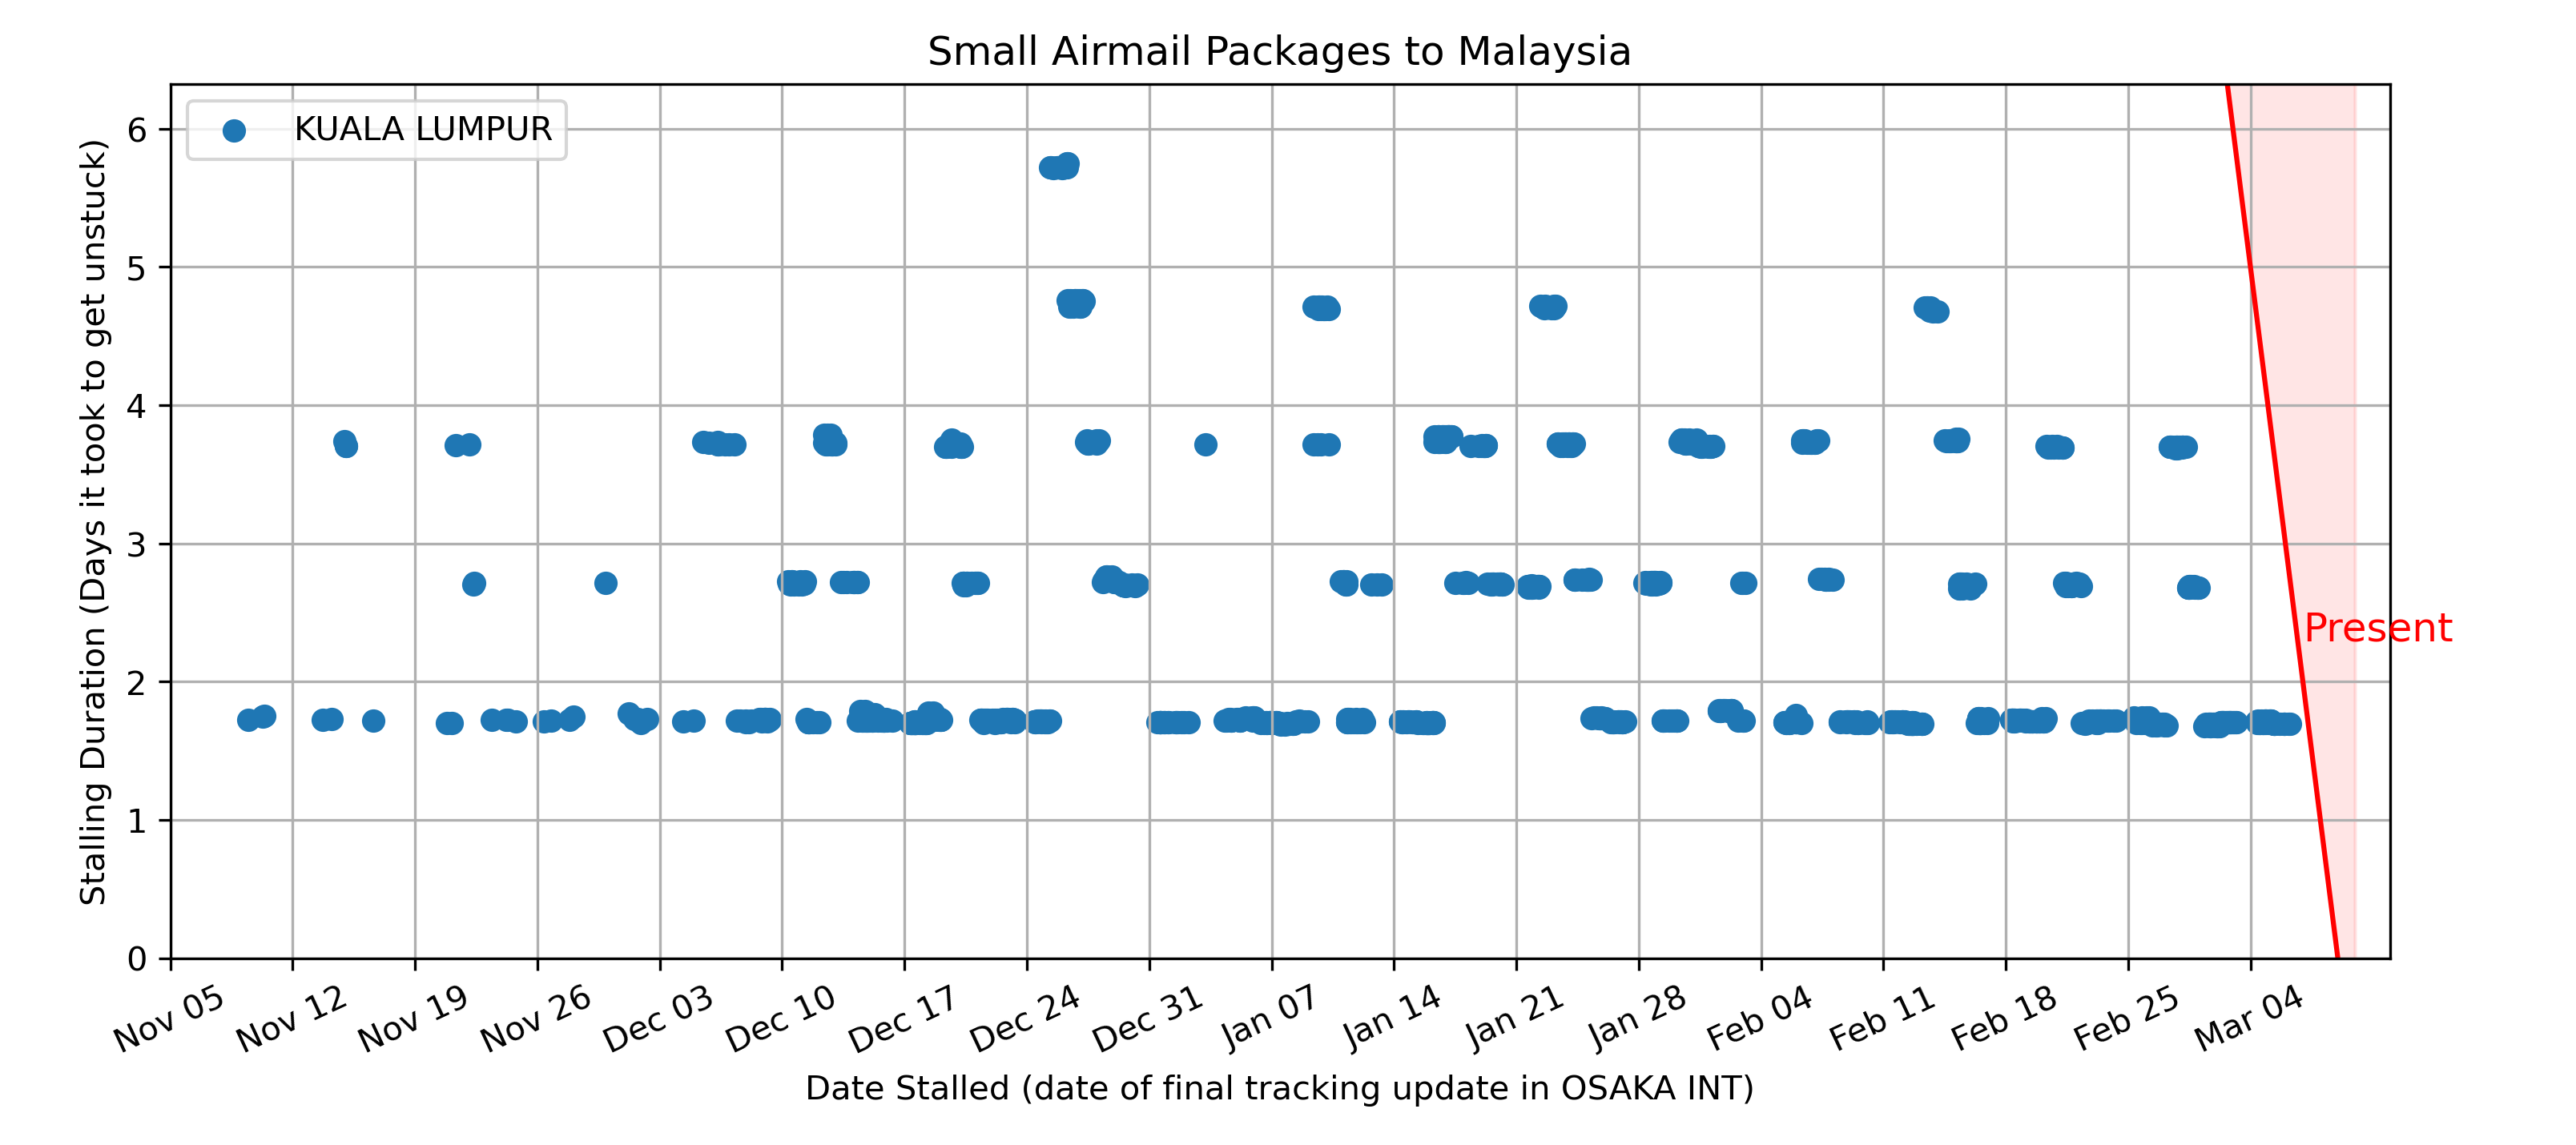 Small Airmail Packages to Malaysia
KUALA LUMPUR
Stalling Duration (Days it took to get unstuck)
6
5
4
3
2
1
0
Present
Nov 05
Nov 12
Nov 19
Nov 26
Dec 03
Dec 10
Dec 17
Dec 24
Dec 31
Jan 07
Jan 14
Jan 21
Jan 28
Feb 04
Feb 11
Feb 18
Feb 25
Mar 04
Date Stalled (date of final tracking update in OSAKA INT)